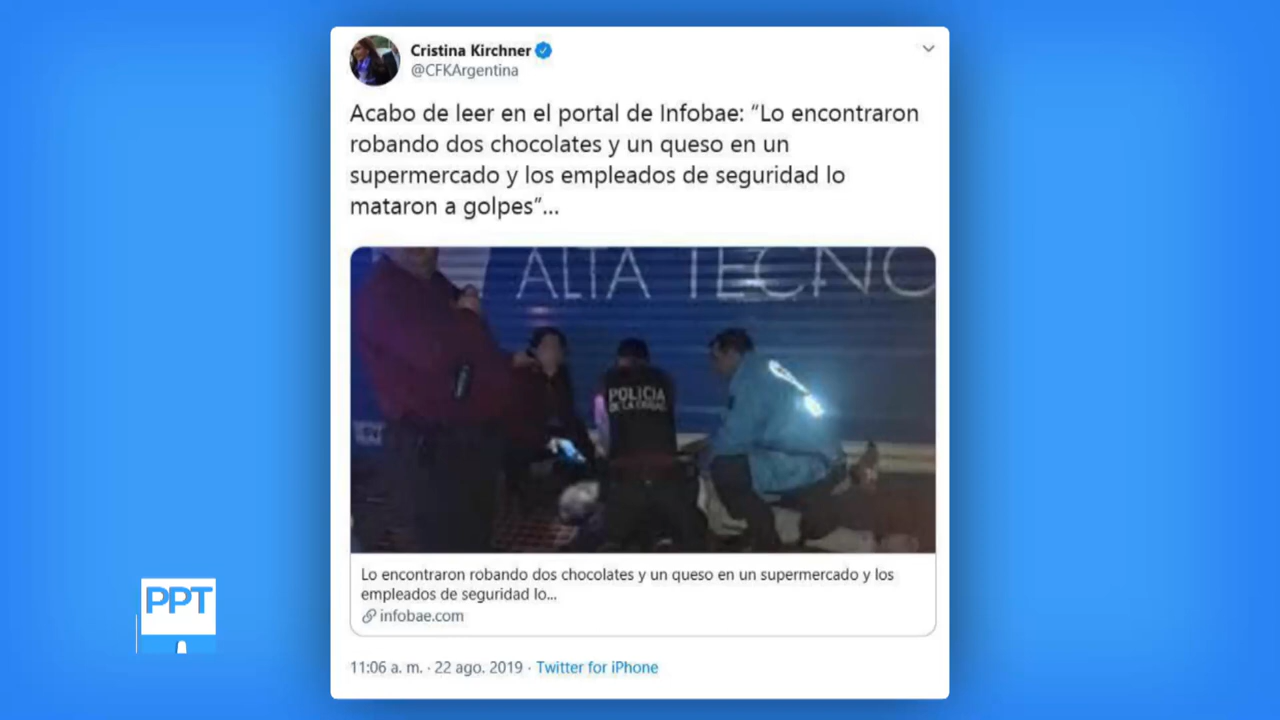 Cristina Kirchner
@CFKArgentina
Acabo de leer en el portal de Infobae: “Lo encontraron
robando dos chocolates y un queso en un
supermercado y los empleados de seguridad lo
mataron a golpes”...
ALTA TECNO
POLICIA
DE LA CIUDAD
Lo encontraron robando dos chocolates y un queso en un supermercado y los
empleados de seguridad lo...
infobae.com
11:06 a. m. · 22 ago. 2019 · Twitter for iPhone
PPT